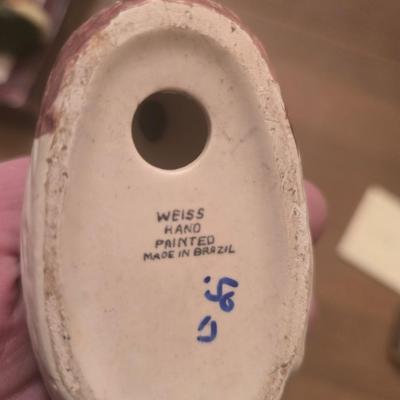 WEISS
HAND
PAINTED
MADE IN BRAZIL